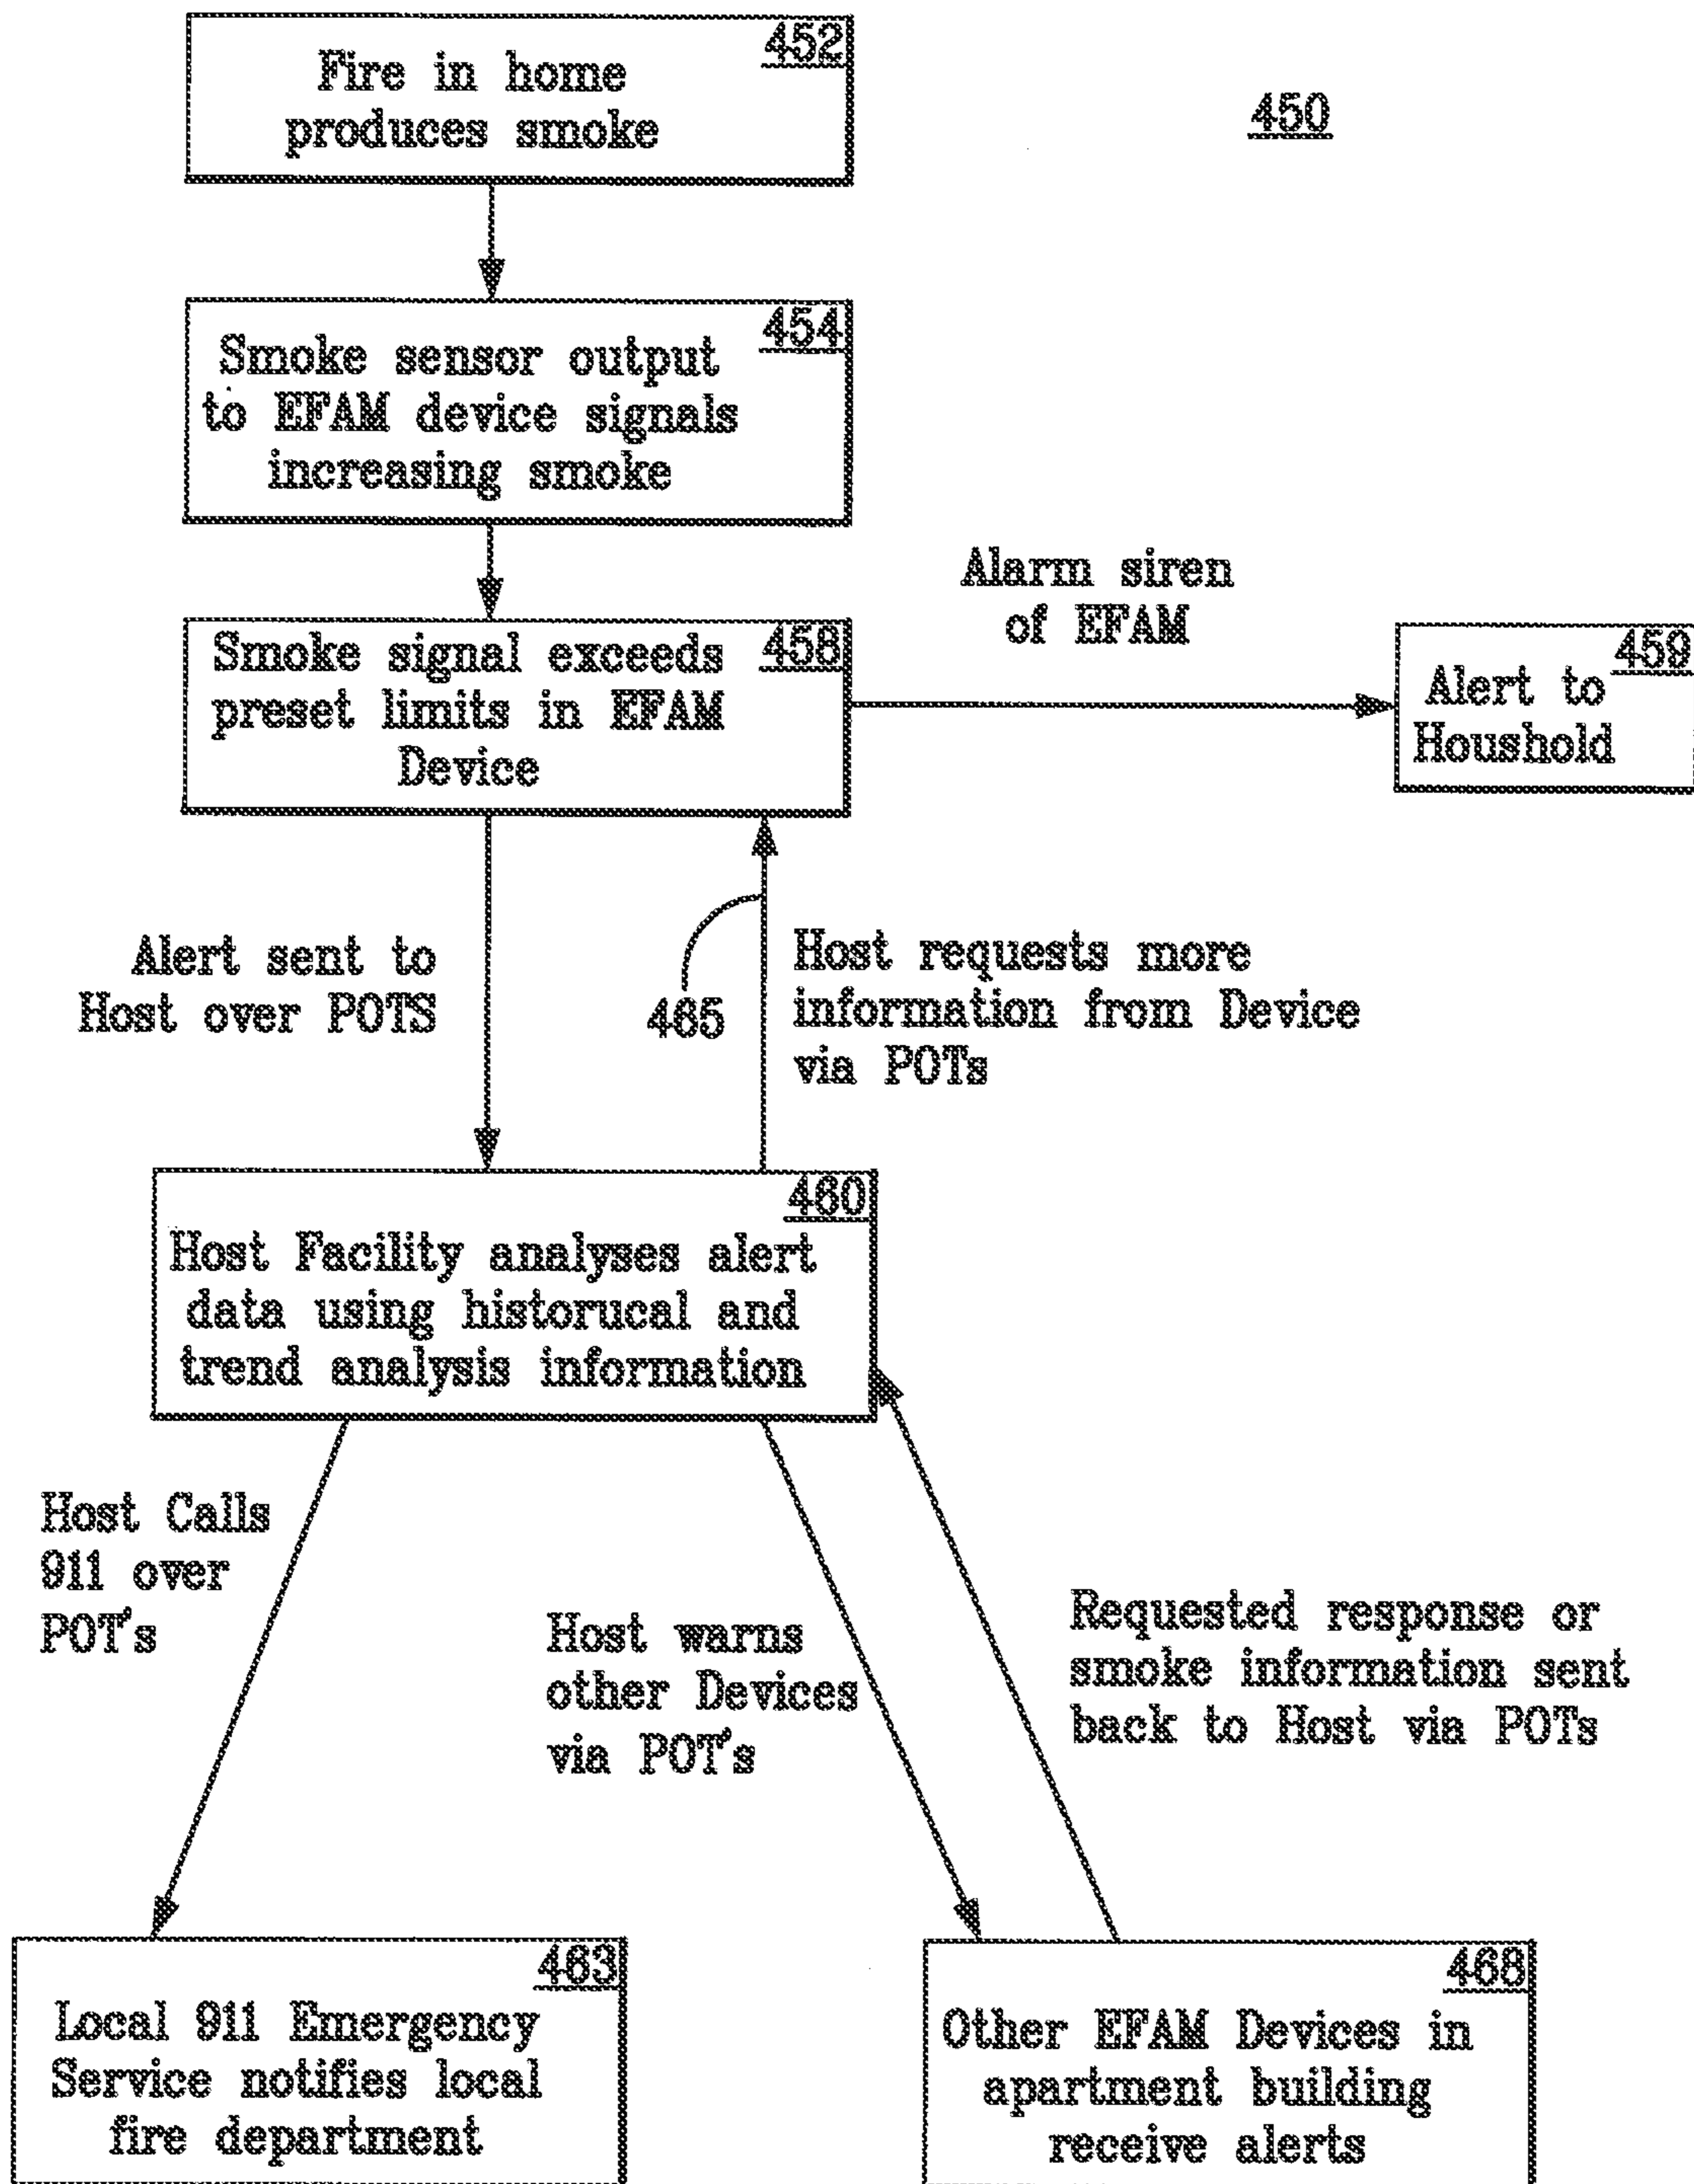 452
Fire in home
produces smoke
450
454
Smoke sensor output
to EFAM device signals
increasing smoke
458
Smoke signal exceeds
preset limits in EFAM
Device
Alarm siren
of EFAM
459
Alert to
Houshold
Alert sent to
Host over POTS
465
Host requests more
information from Device
via POTs
460
Host Facility analyses alert
data using historucal and
trend analysis information
Host Calls
911 over
POT's
Host warns
other Devices
via POT's
Requested response or
smoke information sent
back to Host via POTs
463
Local 911 Emergency
Service notifies local
fire department
468
Other EFAM Devices in
apartment building
receive alerts